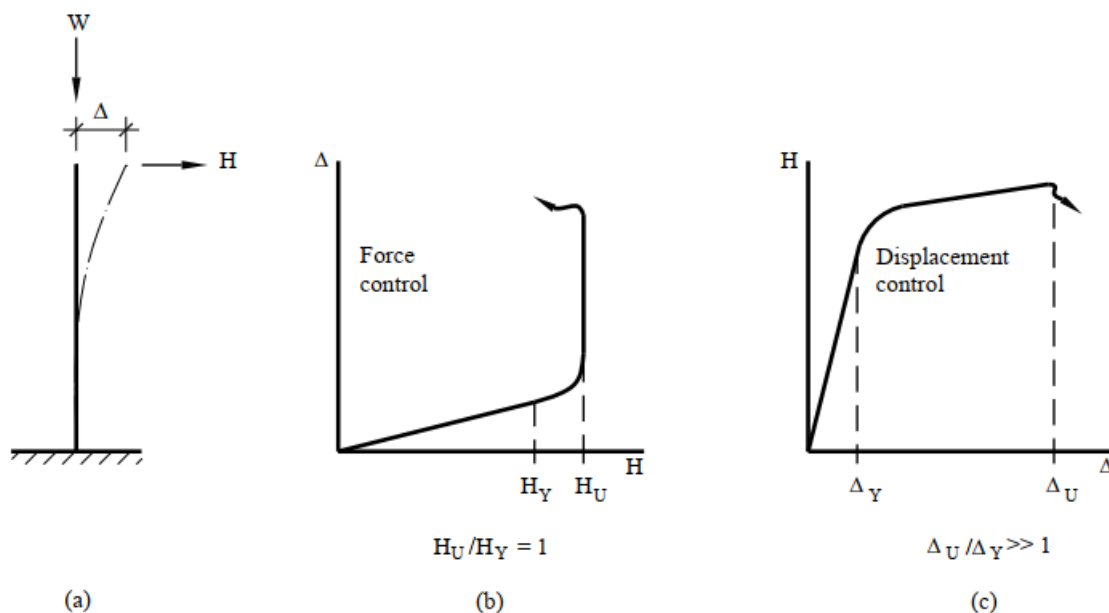 W
Δ
H
Δ
Force
control
H
H_Y
H_U
H_U/H_Y = 1
H
Displacement
control
Δ
Δ_Y
Δ_U
Δ_U/Δ_Y >> 1
(a)
(b)
(c)